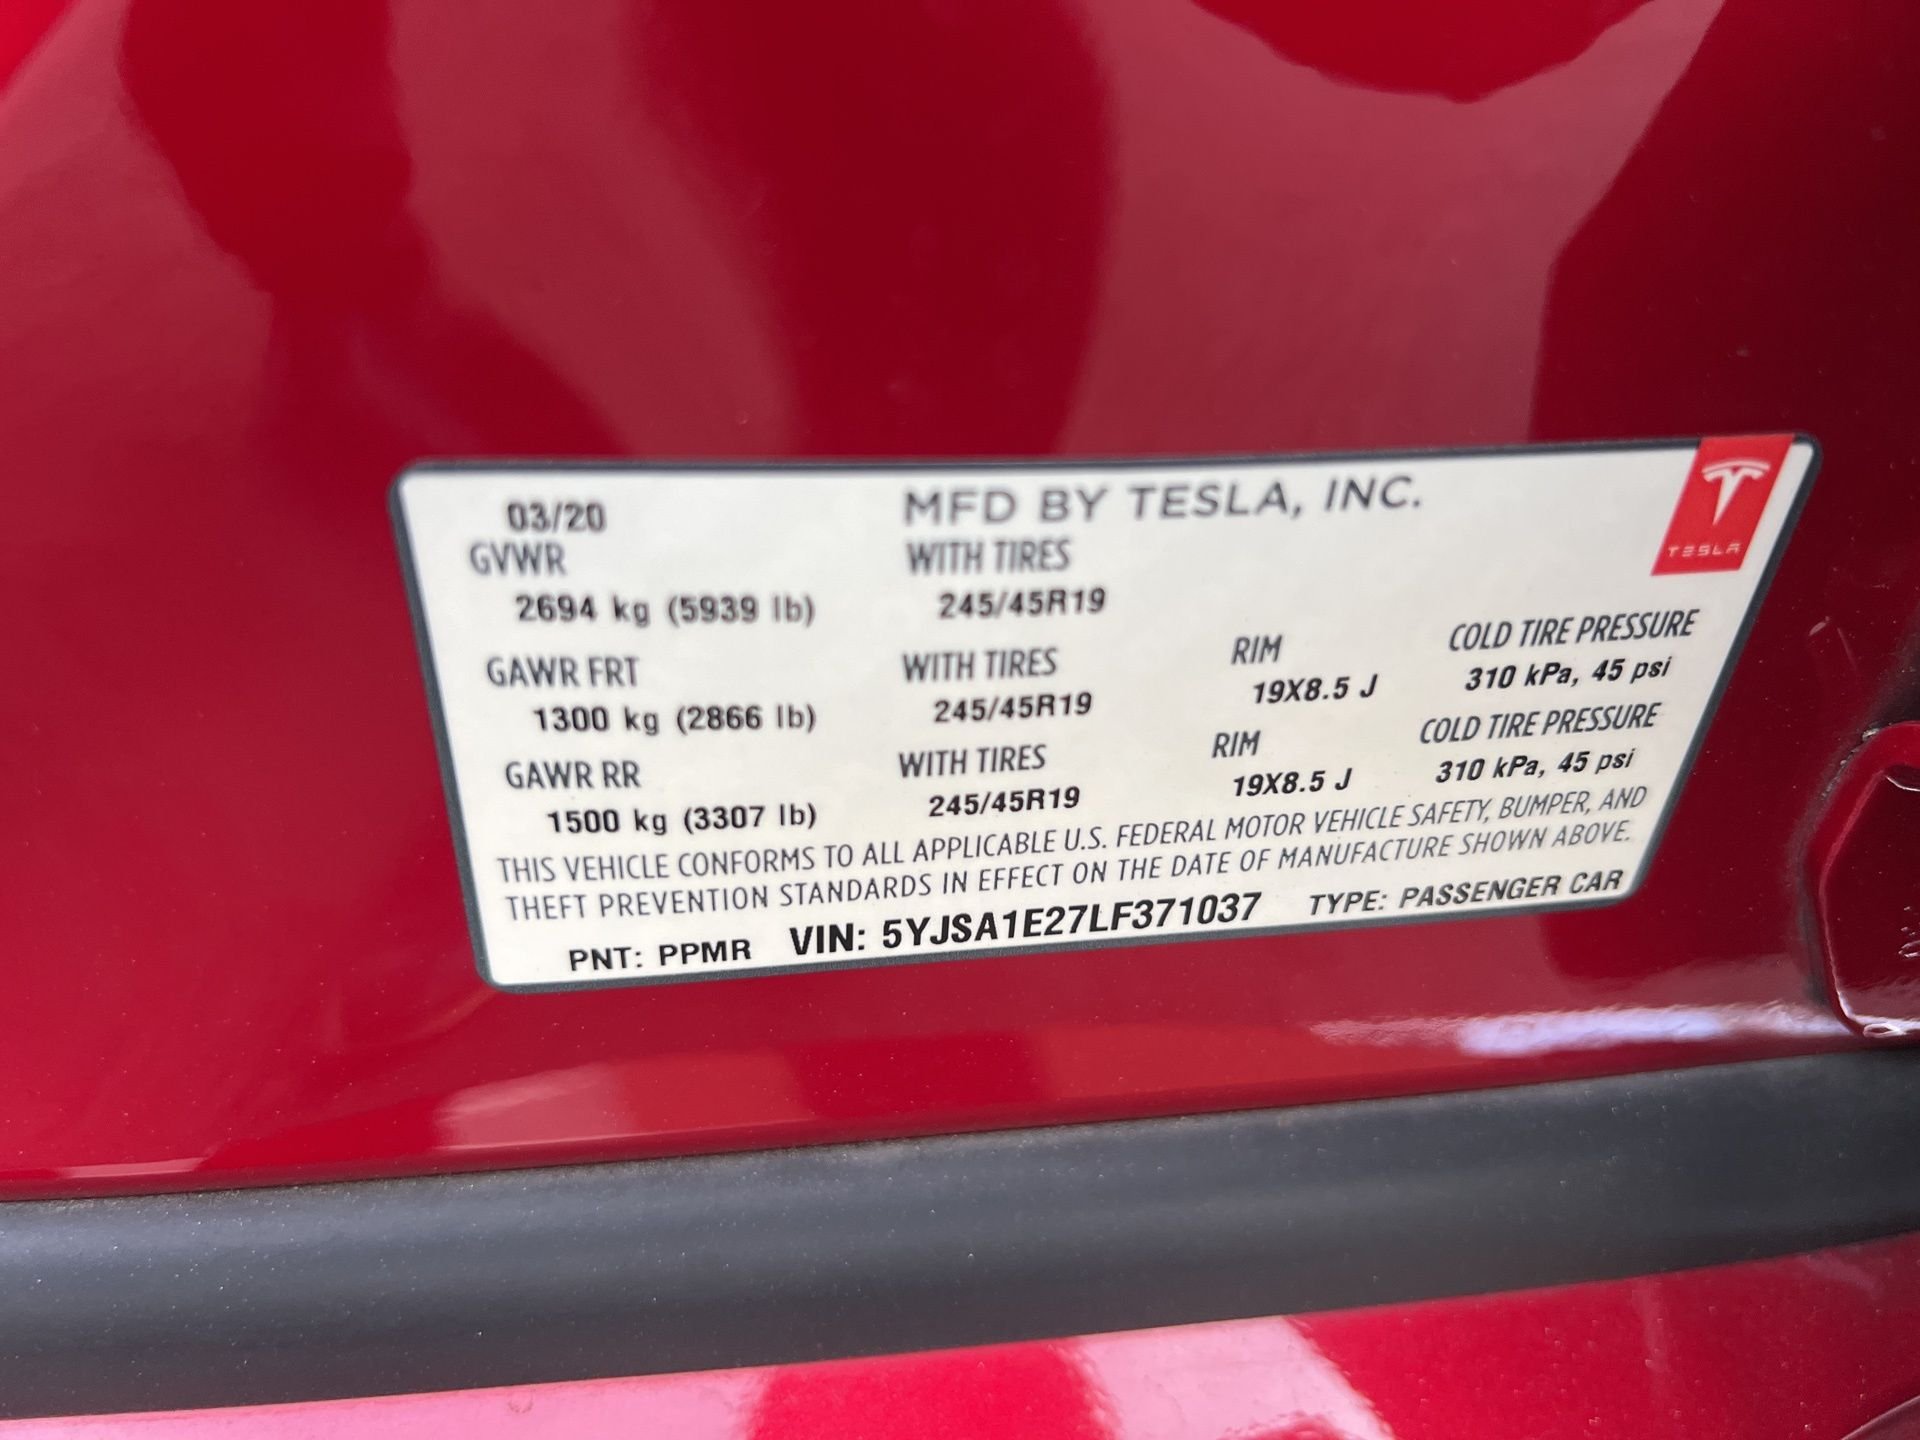 03/20 MFD BY TESLA, INC.
TESLA
GVWR WITH TIRES
2694 kg (5939 lb) 245/45R19
GAWR FRT WITH TIRES RIM COLD TIRE PRESSURE
1300 kg (2866 lb) 245/45R19 19X8.5 J 310 kPa, 45 psi
GAWR RR WITH TIRES RIM COLD TIRE PRESSURE
1500 kg (3307 lb) 245/45R19 19X8.5 J 310 kPa, 45 psi
THIS VEHICLE CONFORMS TO ALL APPLICABLE U.S. FEDERAL MOTOR VEHICLE SAFETY, BUMPER, AND
THEFT PREVENTION STANDARDS IN EFFECT ON THE DATE OF MANUFACTURE SHOWN ABOVE.
PNT: PPMR VIN: 5YJSA1E27LF371037 TYPE: PASSENGER CAR